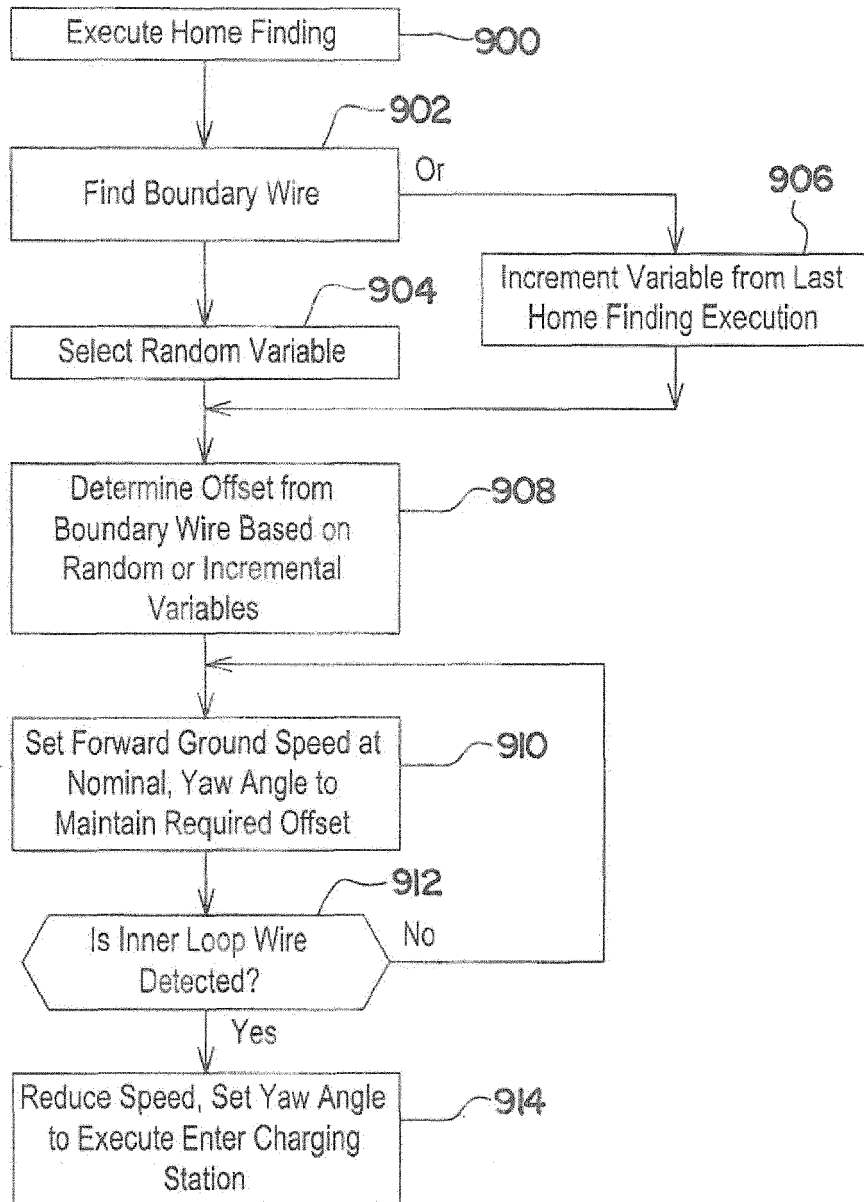 Execute Home Finding
900
902
Find Boundary Wire
Or
906
904
Increment Variable from Last
Home Finding Execution
Select Random Variable
Determine Offset from
Boundary Wire Based on
Random or Incremental
Variables
908
Set Forward Ground Speed at
Nominal, Yaw Angle to
Maintain Required Offset
910
912
Is Inner Loop Wire
Detected?
No
Yes
Reduce Speed, Set Yaw Angle
to Execute Enter Charging
Station
914